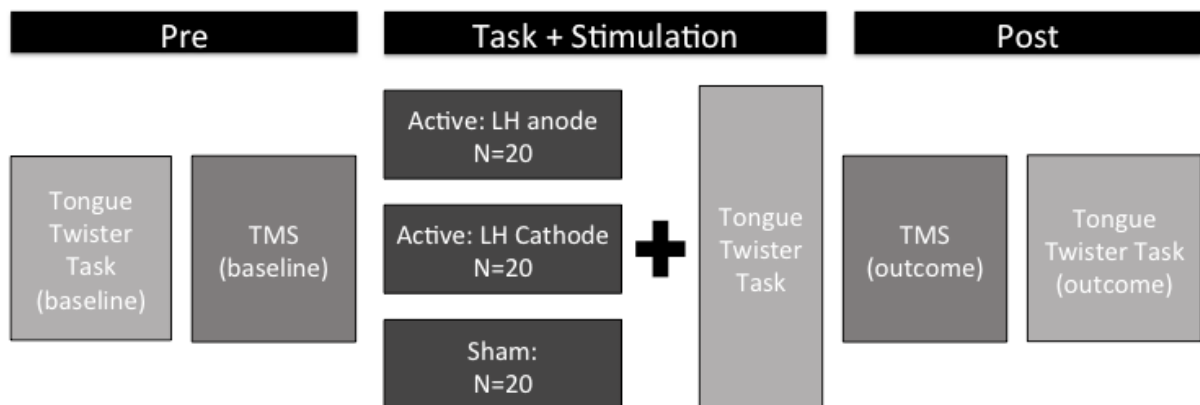 Pre
Task + Stimulation
Post
Tongue
Twister
Task
(baseline)
TMS
(baseline)
Active: LH anode
N=20
Active: LH Cathode
N=20
Sham:
N=20
Tongue
Twister
Task
TMS
(outcome)
Tongue
Twister Task
(outcome)